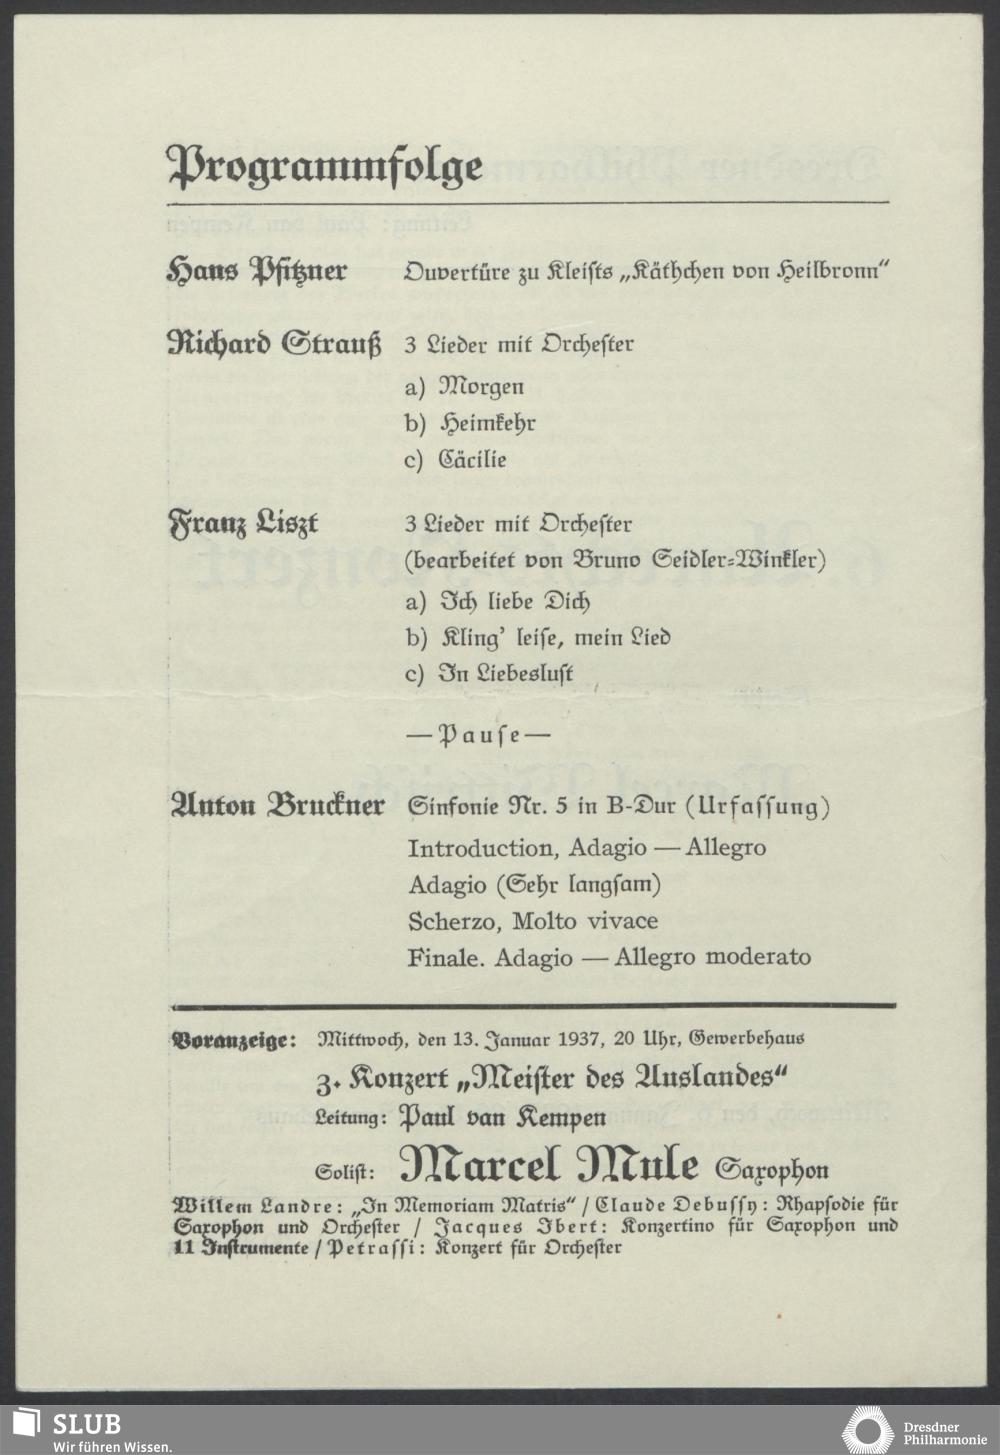 Programmfolge
Hans Pfitzner Ouvertüre zu Kleists „Käthchen von Heilbronn“
Richard Strauß 3 Lieder mit Orchester
a) Morgen
b) Heimkehr
c) Cäcilie
Franz Liszt 3 Lieder mit Orchester
(bearbeitet von Bruno Seidler=Winkler)
a) Ich liebe Dich
b) Kling’ leise, mein Lied
c) In Liebeslust
— Pause —
Anton Bruckner Sinfonie Nr. 5 in B-Dur (Urfassung)
Introduction, Adagio — Allegro
Adagio (Sehr langsam)
Scherzo, Molto vivace
Finale. Adagio — Allegro moderato
Voranzeige: Mittwoch, den 13. Januar 1937, 20 Uhr, Gewerbehaus
3. Konzert „Meister des Auslandes“
Leitung: Paul van Kempen
Solist: Marcel Mule Saxophon
Willem Landre: „In Memoriam Matris“ / Claude Debussy: Rhapsodie für
Saxophon und Orchester / Jacques Ibert: Konzertino für Saxophon und
11 Instrumente / Petrassi: Konzert für Orchester
SLUB
Wir führen Wissen.
Dresdner
Philharmonie